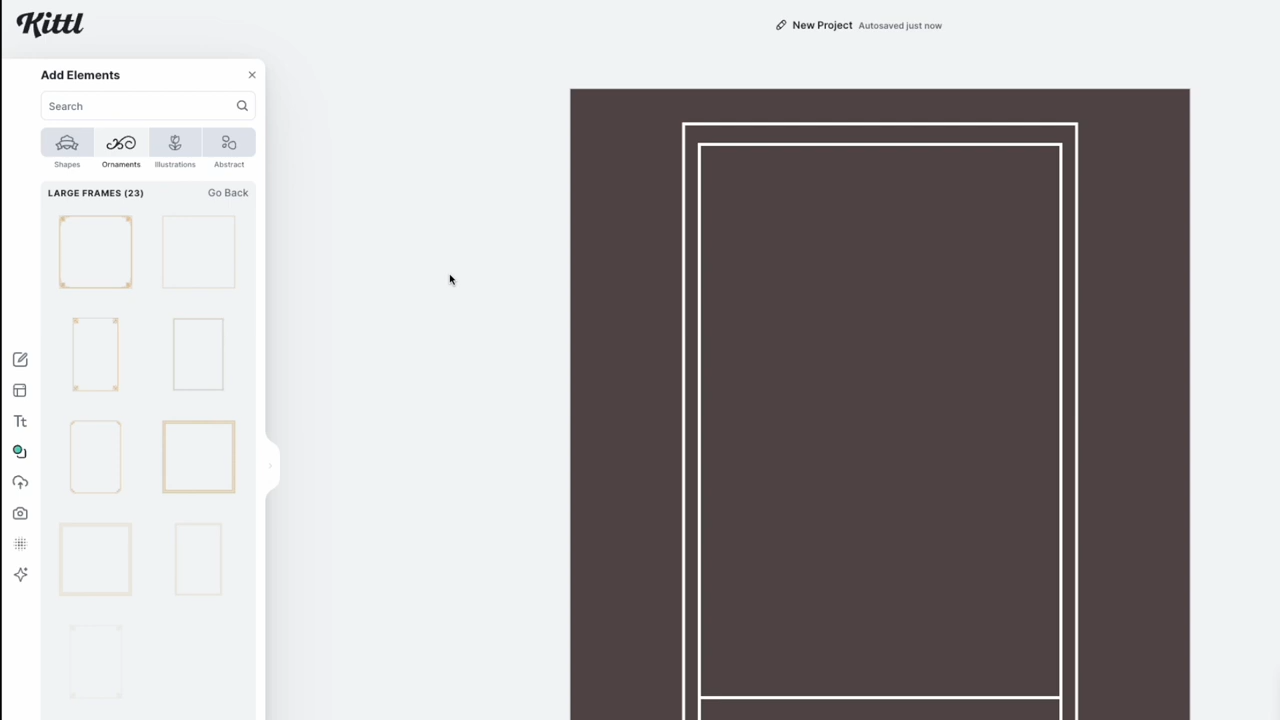 Kittl
New Project Autosaved just now
Add Elements
Search
Shapes Ornaments Illustrations Abstract
LARGE FRAMES (23) Go Back
Tt